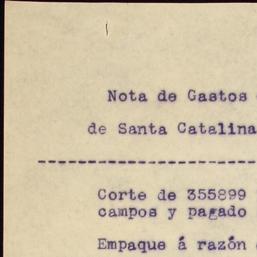 Nota de Gastos
de Santa Catalina
Corte de 355899
campos y pagado
Empaque á razón